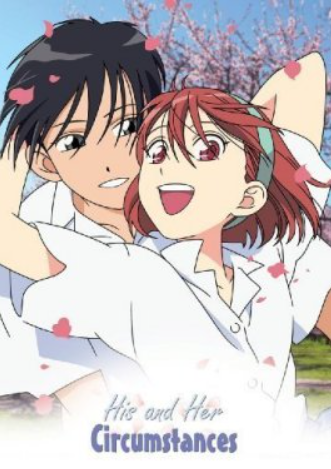 His and Her
Circumstances